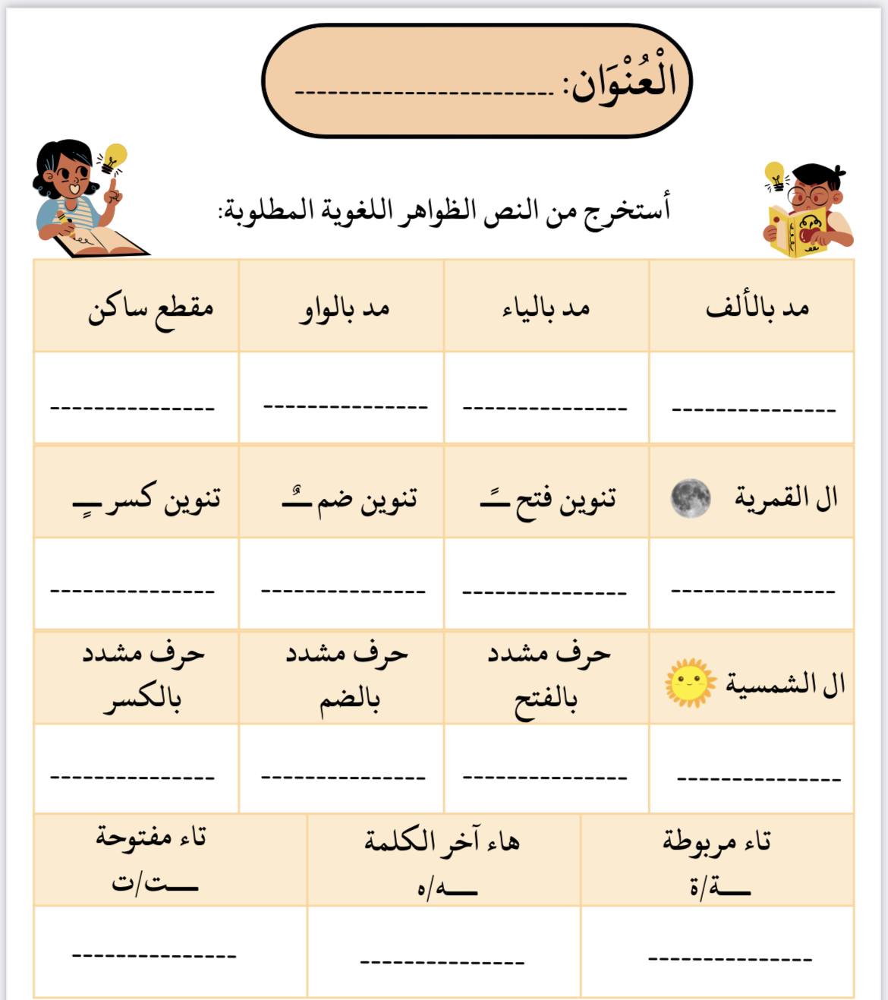 الْعُنْوَان: ------------------------
أستخرج من النص الظواهر اللغوية المطلوبة:
مد بالألف مد بالياء مد بالواو مقطع ساكن
--------------- --------------- --------------- ---------------
ال القمرية تنوين فتح ـً تنوين ضم ـٌ تنوين كسر ـٍ
--------------- --------------- --------------- ---------------
ال الشمسية حرف مشدد بالفتح حرف مشدد بالضم حرف مشدد بالكسر
--------------- --------------- --------------- ---------------
تاء مربوطة هاء آخر الكلمة تاء مفتوحة
ـــة/ة ـــه/ه ـــت/ت
--------------- --------------- ---------------